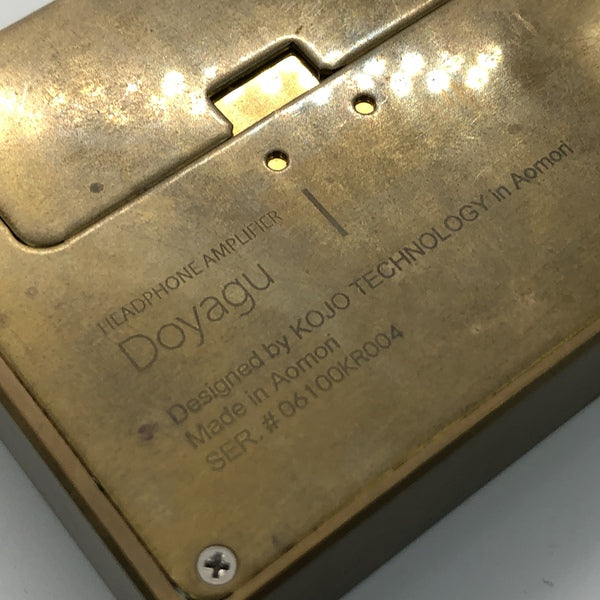 HEADPHONE AMPLIFIER
Doyagu
Designed by KOJO TECHNOLOGY in Aomori
Made in Aomori
SER. # 06100KR004